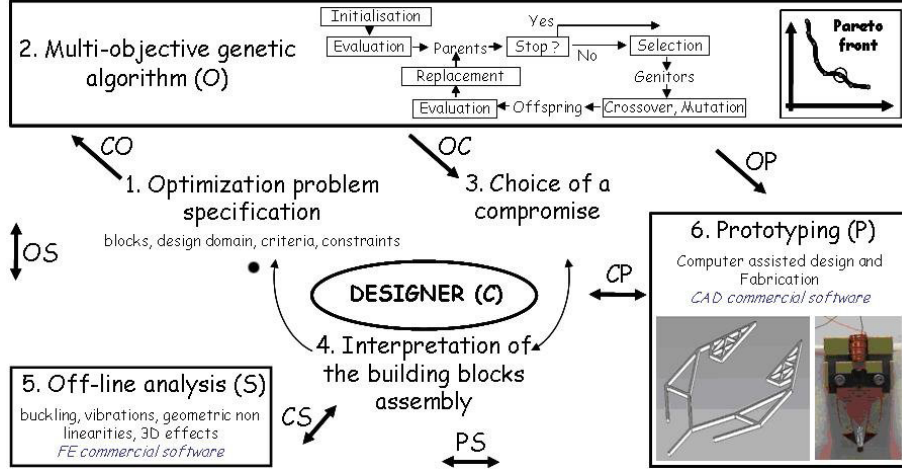 Initialisation
Yes
2. Multi-objective genetic
algorithm (O)
Evaluation
Parents
Stop ?
No
Selection
Replacement
Genitors
Evaluation
Offspring
Crossover, Mutation
Pareto
front
CO
OC
OP
1. Optimization problem
specification
blocks, design domain, criteria, constraints
3. Choice of a
compromise
OS
DESIGNER (C)
CP
6. Prototyping (P)
Computer assisted design and
Fabrication
CAD commercial software
4. Interpretation of
the building blocks
assembly
5. Off-line analysis (S)
buckling, vibrations, geometric non
linearities, 3D effects
FE commercial software
CS
PS